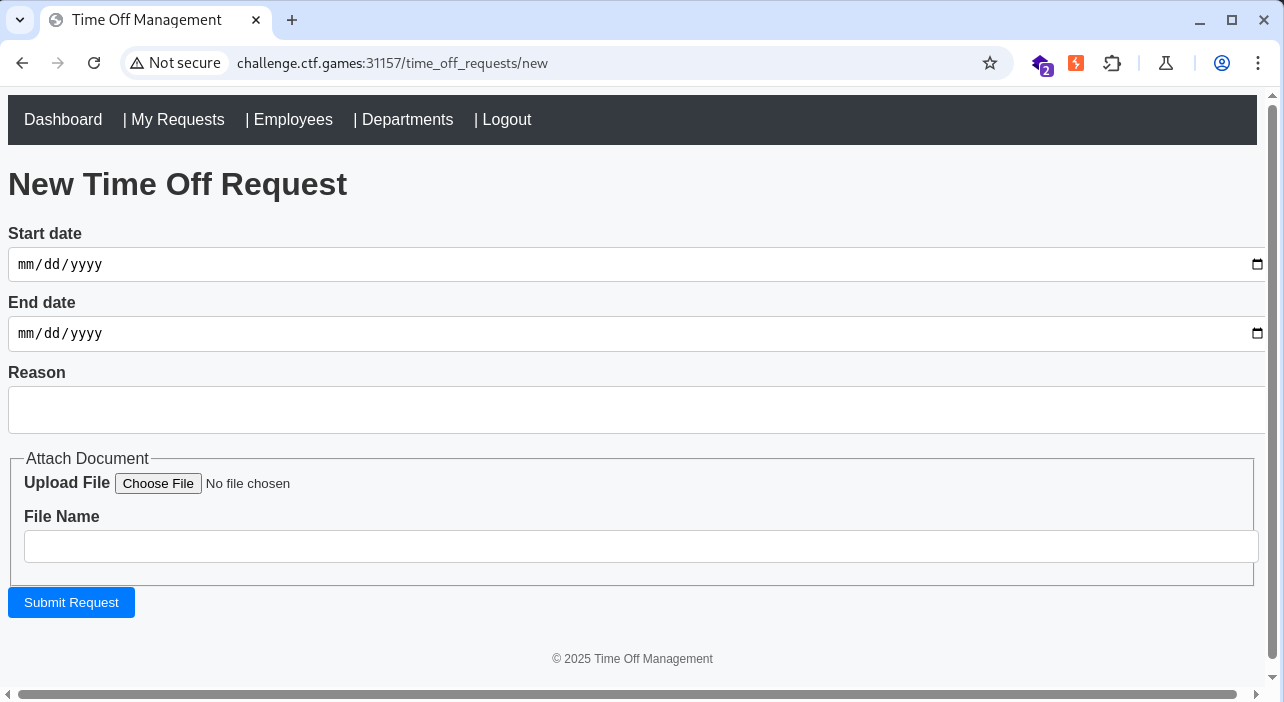 Time Off Management
Not secure challenge.ctf.games:31157/time_off_requests/new
2
Dashboard | My Requests | Employees | Departments | Logout
New Time Off Request
Start date
mm/dd/yyyy
End date
mm/dd/yyyy
Reason
Attach Document
Upload File Choose File No file chosen
File Name
Submit Request
© 2025 Time Off Management